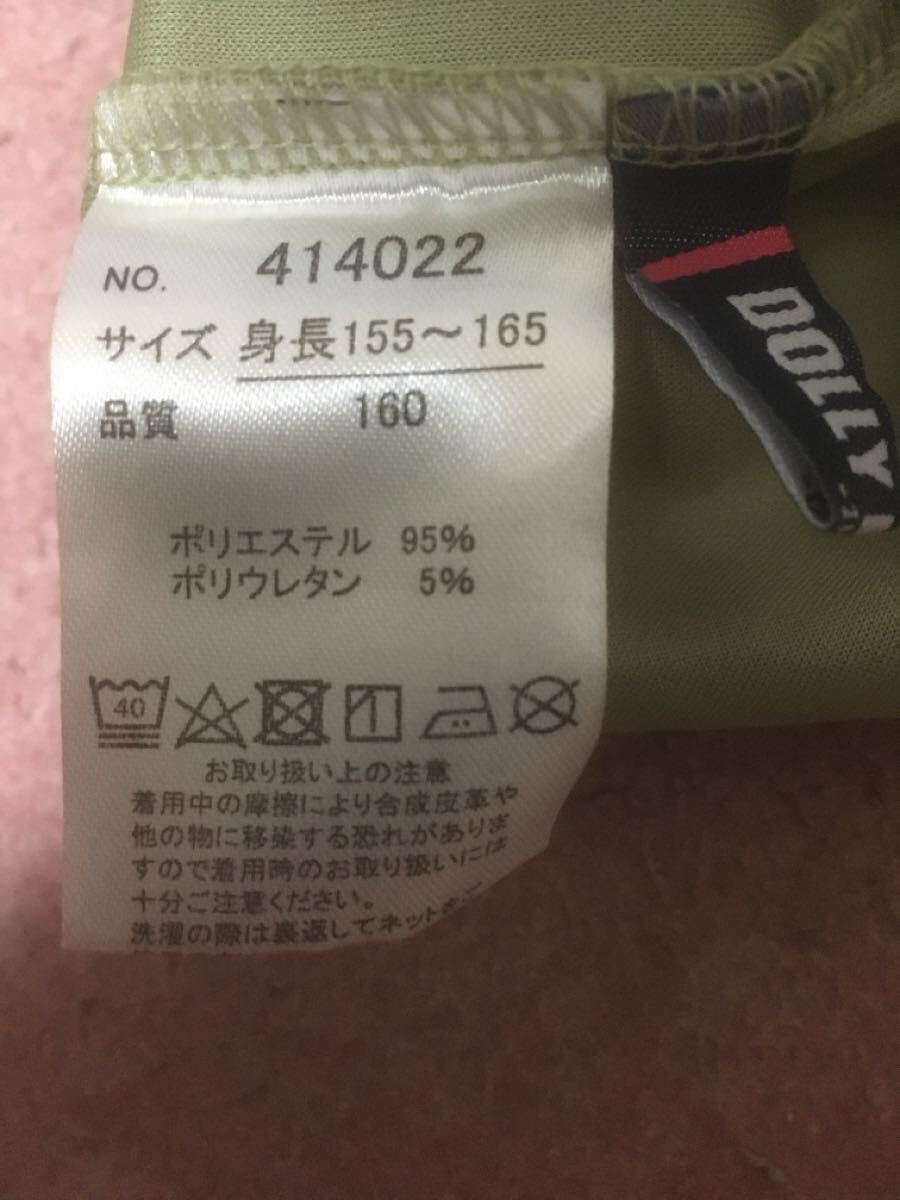 NO. 414022
サイズ 身長155～165
品質 160
ポリエステル 95%
ポリウレタン 5%
40
お取り扱い上の注意
着用中の摩擦により合成皮革や
他の物に移染する恐れがありま
すので着用時のお取り扱いには
十分ご注意ください。
洗濯の際は裏返してネットを
DOLLY